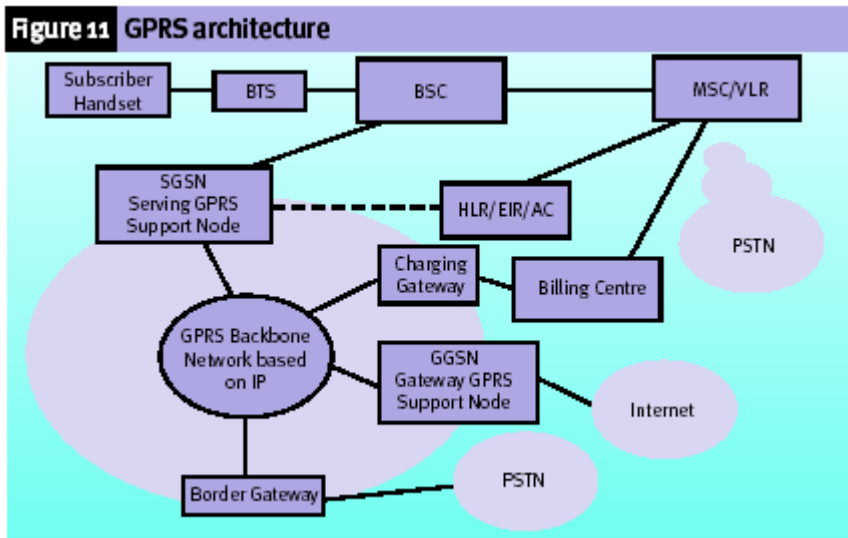 Figure 11 GPRS architecture
Subscriber
Handset
BTS
BSC
MSC/VLR
SGSN
Serving GPRS
Support Node
HLR/EIR/AC
PSTN
Charging
Gateway
Billing Centre
GPRS Backbone
Network based
on IP
GGSN
Gateway GPRS
Support Node
Internet
Border Gateway
PSTN